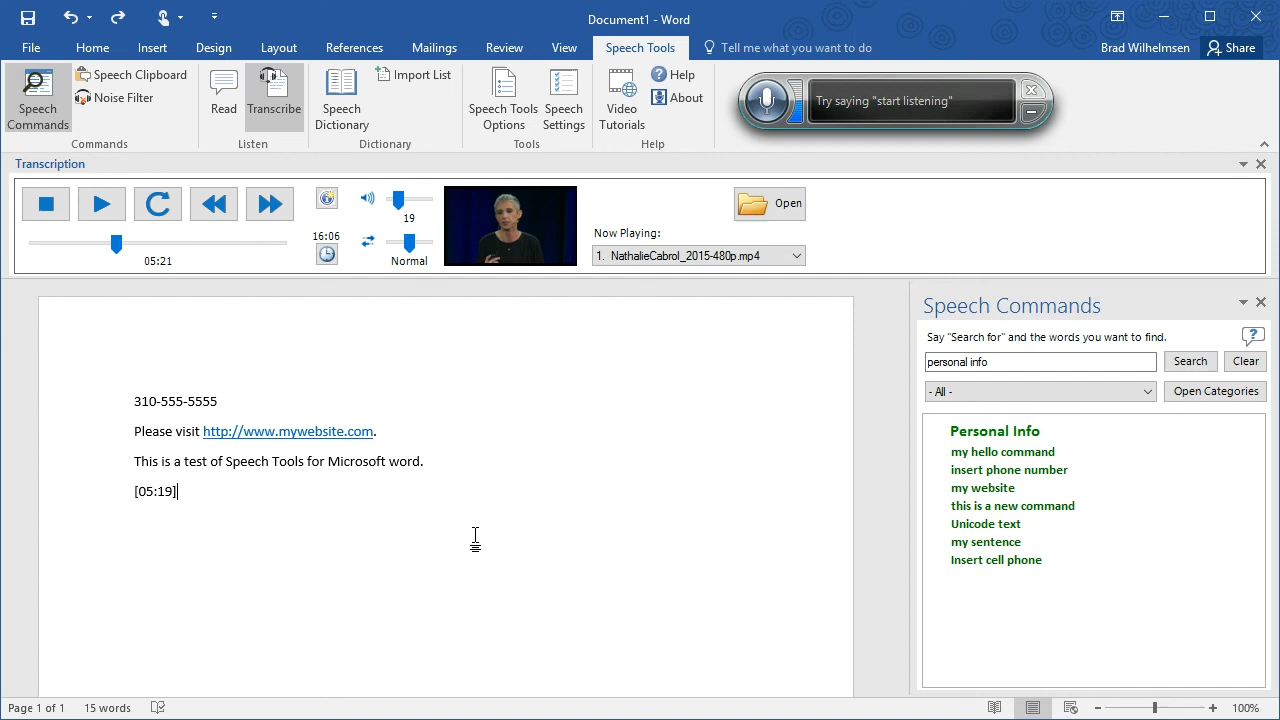 Document1 - Word
File Home Insert Design Layout References Mailings Review View Speech Tools Tell me what you want to do Brad Wilhelmsen Share
Speech Commands
Speech Clipboard
Noise Filter
Commands
Read
Transcribe
Listen
Speech Dictionary
Import List
Dictionary
Speech Tools Options
Speech Settings
Tools
Video Tutorials
Help
About
Help
Try saying "start listening"
Transcription
05:21
16:06
19
Normal
Now Playing:
1. NathalieCabrol_2015-480p.mp4
Open
310-555-5555
Please visit http://www.mywebsite.com.
This is a test of Speech Tools for Microsoft word.
[05:19]
Speech Commands
Say "Search for" and the words you want to find.
?
personal info Search Clear
- All - Open Categories
Personal Info
my hello command
insert phone number
my website
this is a new command
Unicode text
my sentence
Insert cell phone
Page 1 of 1 15 words 100%